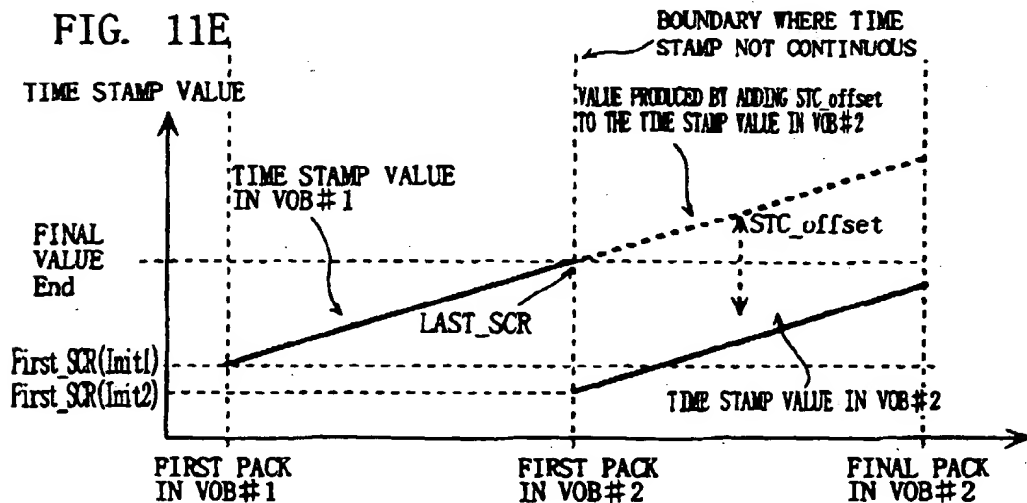 FIG. 11E
BOUNDARY WHERE TIME
STAMP NOT CONTINUOUS
TIME STAMP VALUE
VALUE PRODUCED BY ADDING STC_offset
TO THE TIME STAMP VALUE IN VOB#2
TIME STAMP VALUE
IN VOB#1
STC_offset
FINAL
VALUE
End
LAST_SCR
First_SCR(Init1)
First_SCR(Init2)
TIME STAMP VALUE IN VOB#2
FIRST PACK
IN VOB#1
FIRST PACK
IN VOB#2
FINAL PACK
IN VOB#2